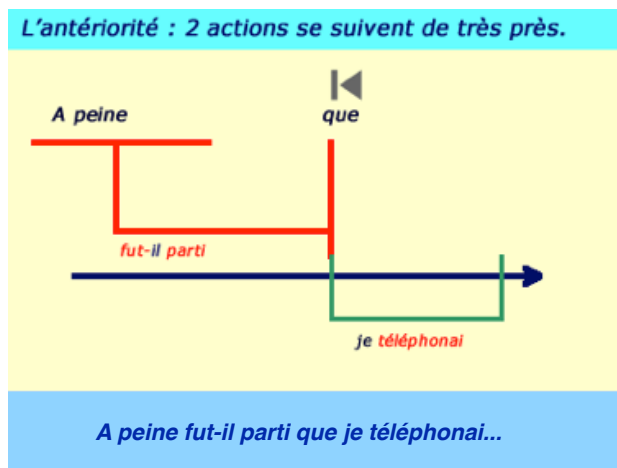 L'antériorité : 2 actions se suivent de très près.
A peine que
fut-il parti
je téléphonai
A peine fut-il parti que je téléphonai...